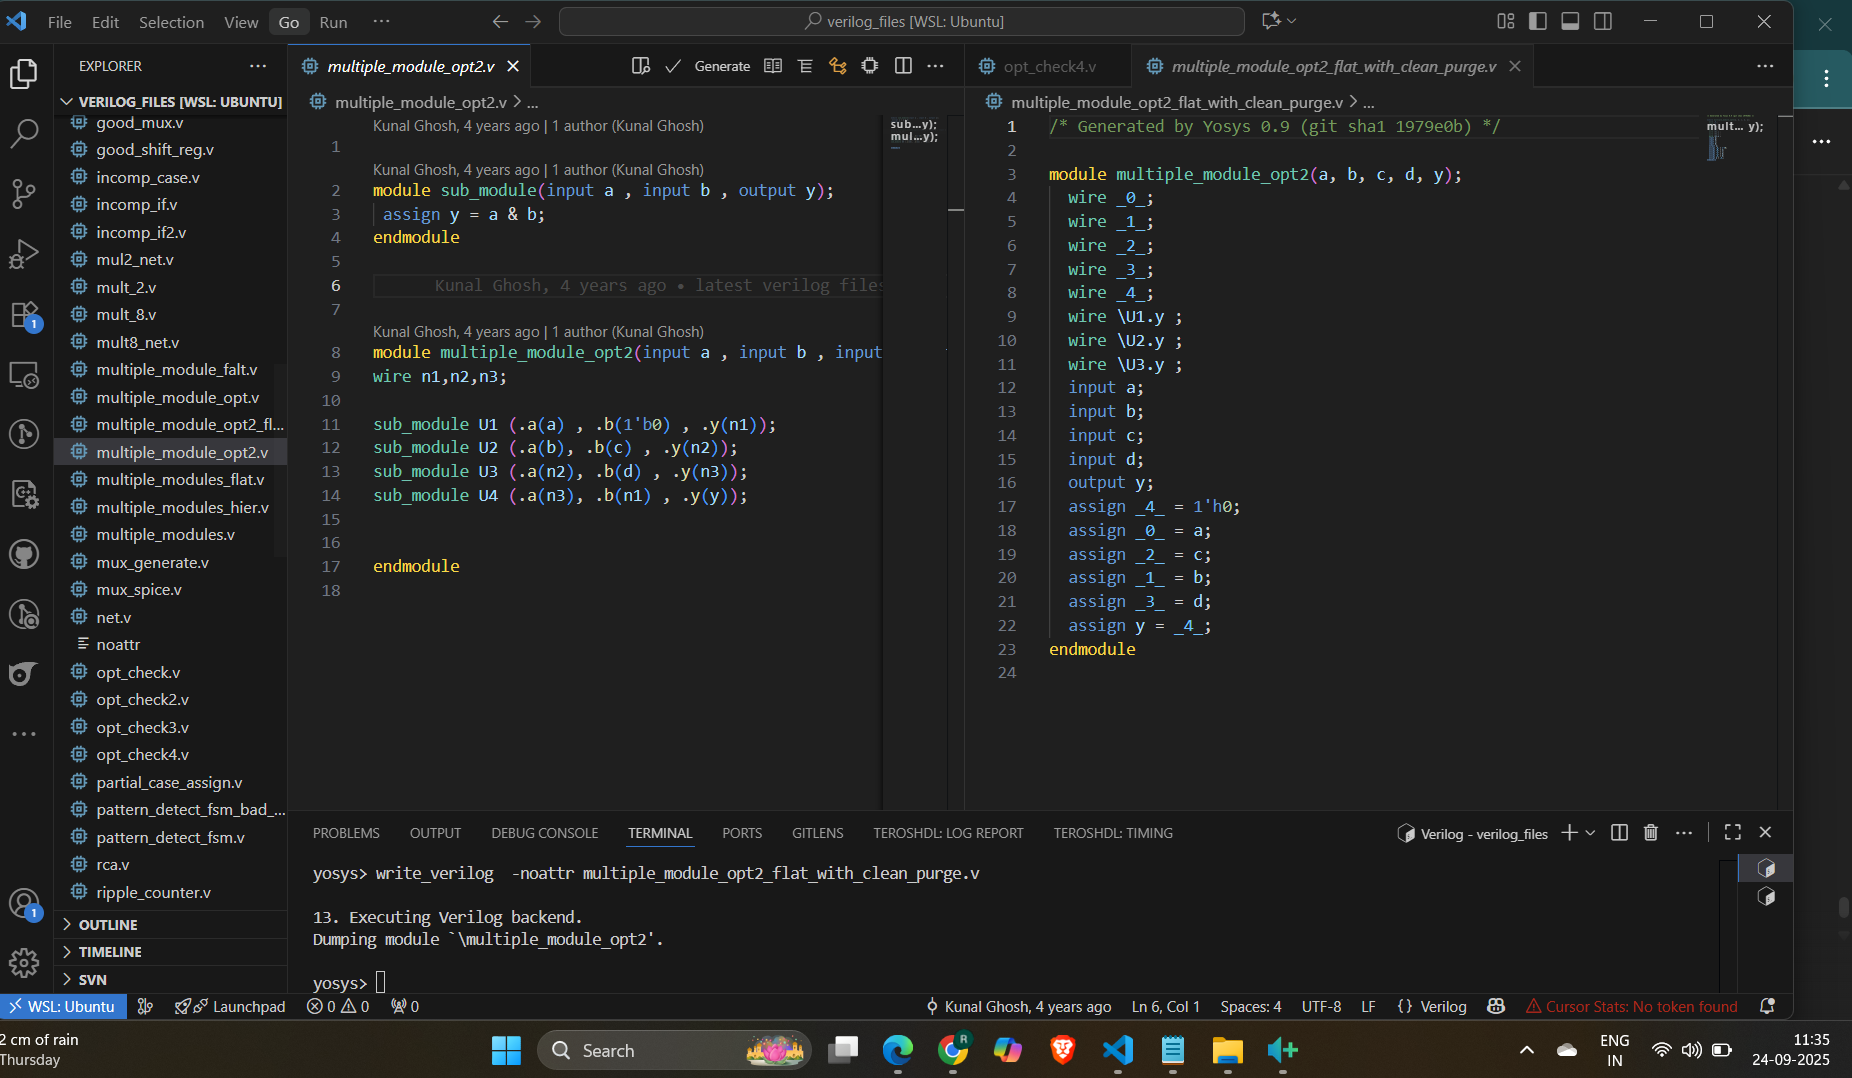 File Edit Selection View Go Run ···
verilog_files [WSL: Ubuntu]
EXPLORER
VERILOG_FILES [WSL: UBUNTU]
good_mux.v
good_shift_reg.v
incomp_case.v
incomp_if.v
incomp_if2.v
mul2_net.v
mult_2.v
mult_8.v
mult8_net.v
multiple_module_falt.v
multiple_module_opt.v
multiple_module_opt2_fl...
multiple_module_opt2.v
multiple_modules_flat.v
multiple_modules_hier.v
multiple_modules.v
mux_generate.v
mux_spice.v
net.v
noattr
opt_check.v
opt_check2.v
opt_check3.v
opt_check4.v
partial_case_assign.v
pattern_detect_fsm_bad_...
pattern_detect_fsm.v
rca.v
ripple_counter.v
OUTLINE
TIMELINE
SVN
1
1
multiple_module_opt2.v
Generate
multiple_module_opt2.v > ...
Kunal Ghosh, 4 years ago | 1 author (Kunal Ghosh)
1
Kunal Ghosh, 4 years ago | 1 author (Kunal Ghosh)
2 module sub_module(input a , input b , output y);
3 assign y = a & b;
4 endmodule
5
6 Kunal Ghosh, 4 years ago • latest verilog files
7
Kunal Ghosh, 4 years ago | 1 author (Kunal Ghosh)
8 module multiple_module_opt2(input a , input b , input
9 wire n1,n2,n3;
10
11 sub_module U1 (.a(a) , .b(1'b0) , .y(n1));
12 sub_module U2 (.a(b), .b(c) , .y(n2));
13 sub_module U3 (.a(n2), .b(d) , .y(n3));
14 sub_module U4 (.a(n3), .b(n1) , .y(y));
15
16
17 endmodule
18
sub...y);
mul...y);
opt_check4.v
multiple_module_opt2_flat_with_clean_purge.v
multiple_module_opt2_flat_with_clean_purge.v > ...
1 /* Generated by Yosys 0.9 (git sha1 1979e0b) */
2
3 module multiple_module_opt2(a, b, c, d, y);
4 wire _0_;
5 wire _1_;
6 wire _2_;
7 wire _3_;
8 wire _4_;
9 wire \U1.y ;
10 wire \U2.y ;
11 wire \U3.y ;
12 input a;
13 input b;
14 input c;
15 input d;
16 output y;
17 assign _4_ = 1'h0;
18 assign _0_ = a;
19 assign _2_ = c;
20 assign _1_ = b;
21 assign _3_ = d;
22 assign y = _4_;
23 endmodule
24
mult... y);
PROBLEMS OUTPUT DEBUG CONSOLE TERMINAL PORTS GITLENS TEROSHDL: LOG REPORT TEROSHDL: TIMING
Verilog - verilog_files
yosys> write_verilog -noattr multiple_module_opt2_flat_with_clean_purge.v
13. Executing Verilog backend.
Dumping module `\multiple_module_opt2'.
yosys>
WSL: Ubuntu Launchpad 0 0 0 Kunal Ghosh, 4 years ago Ln 6, Col 1 Spaces: 4 UTF-8 LF {} Verilog Cursor Stats: No token found
2 cm of rain
Thursday
Search
R
ENG
IN
11:35
24-09-2025